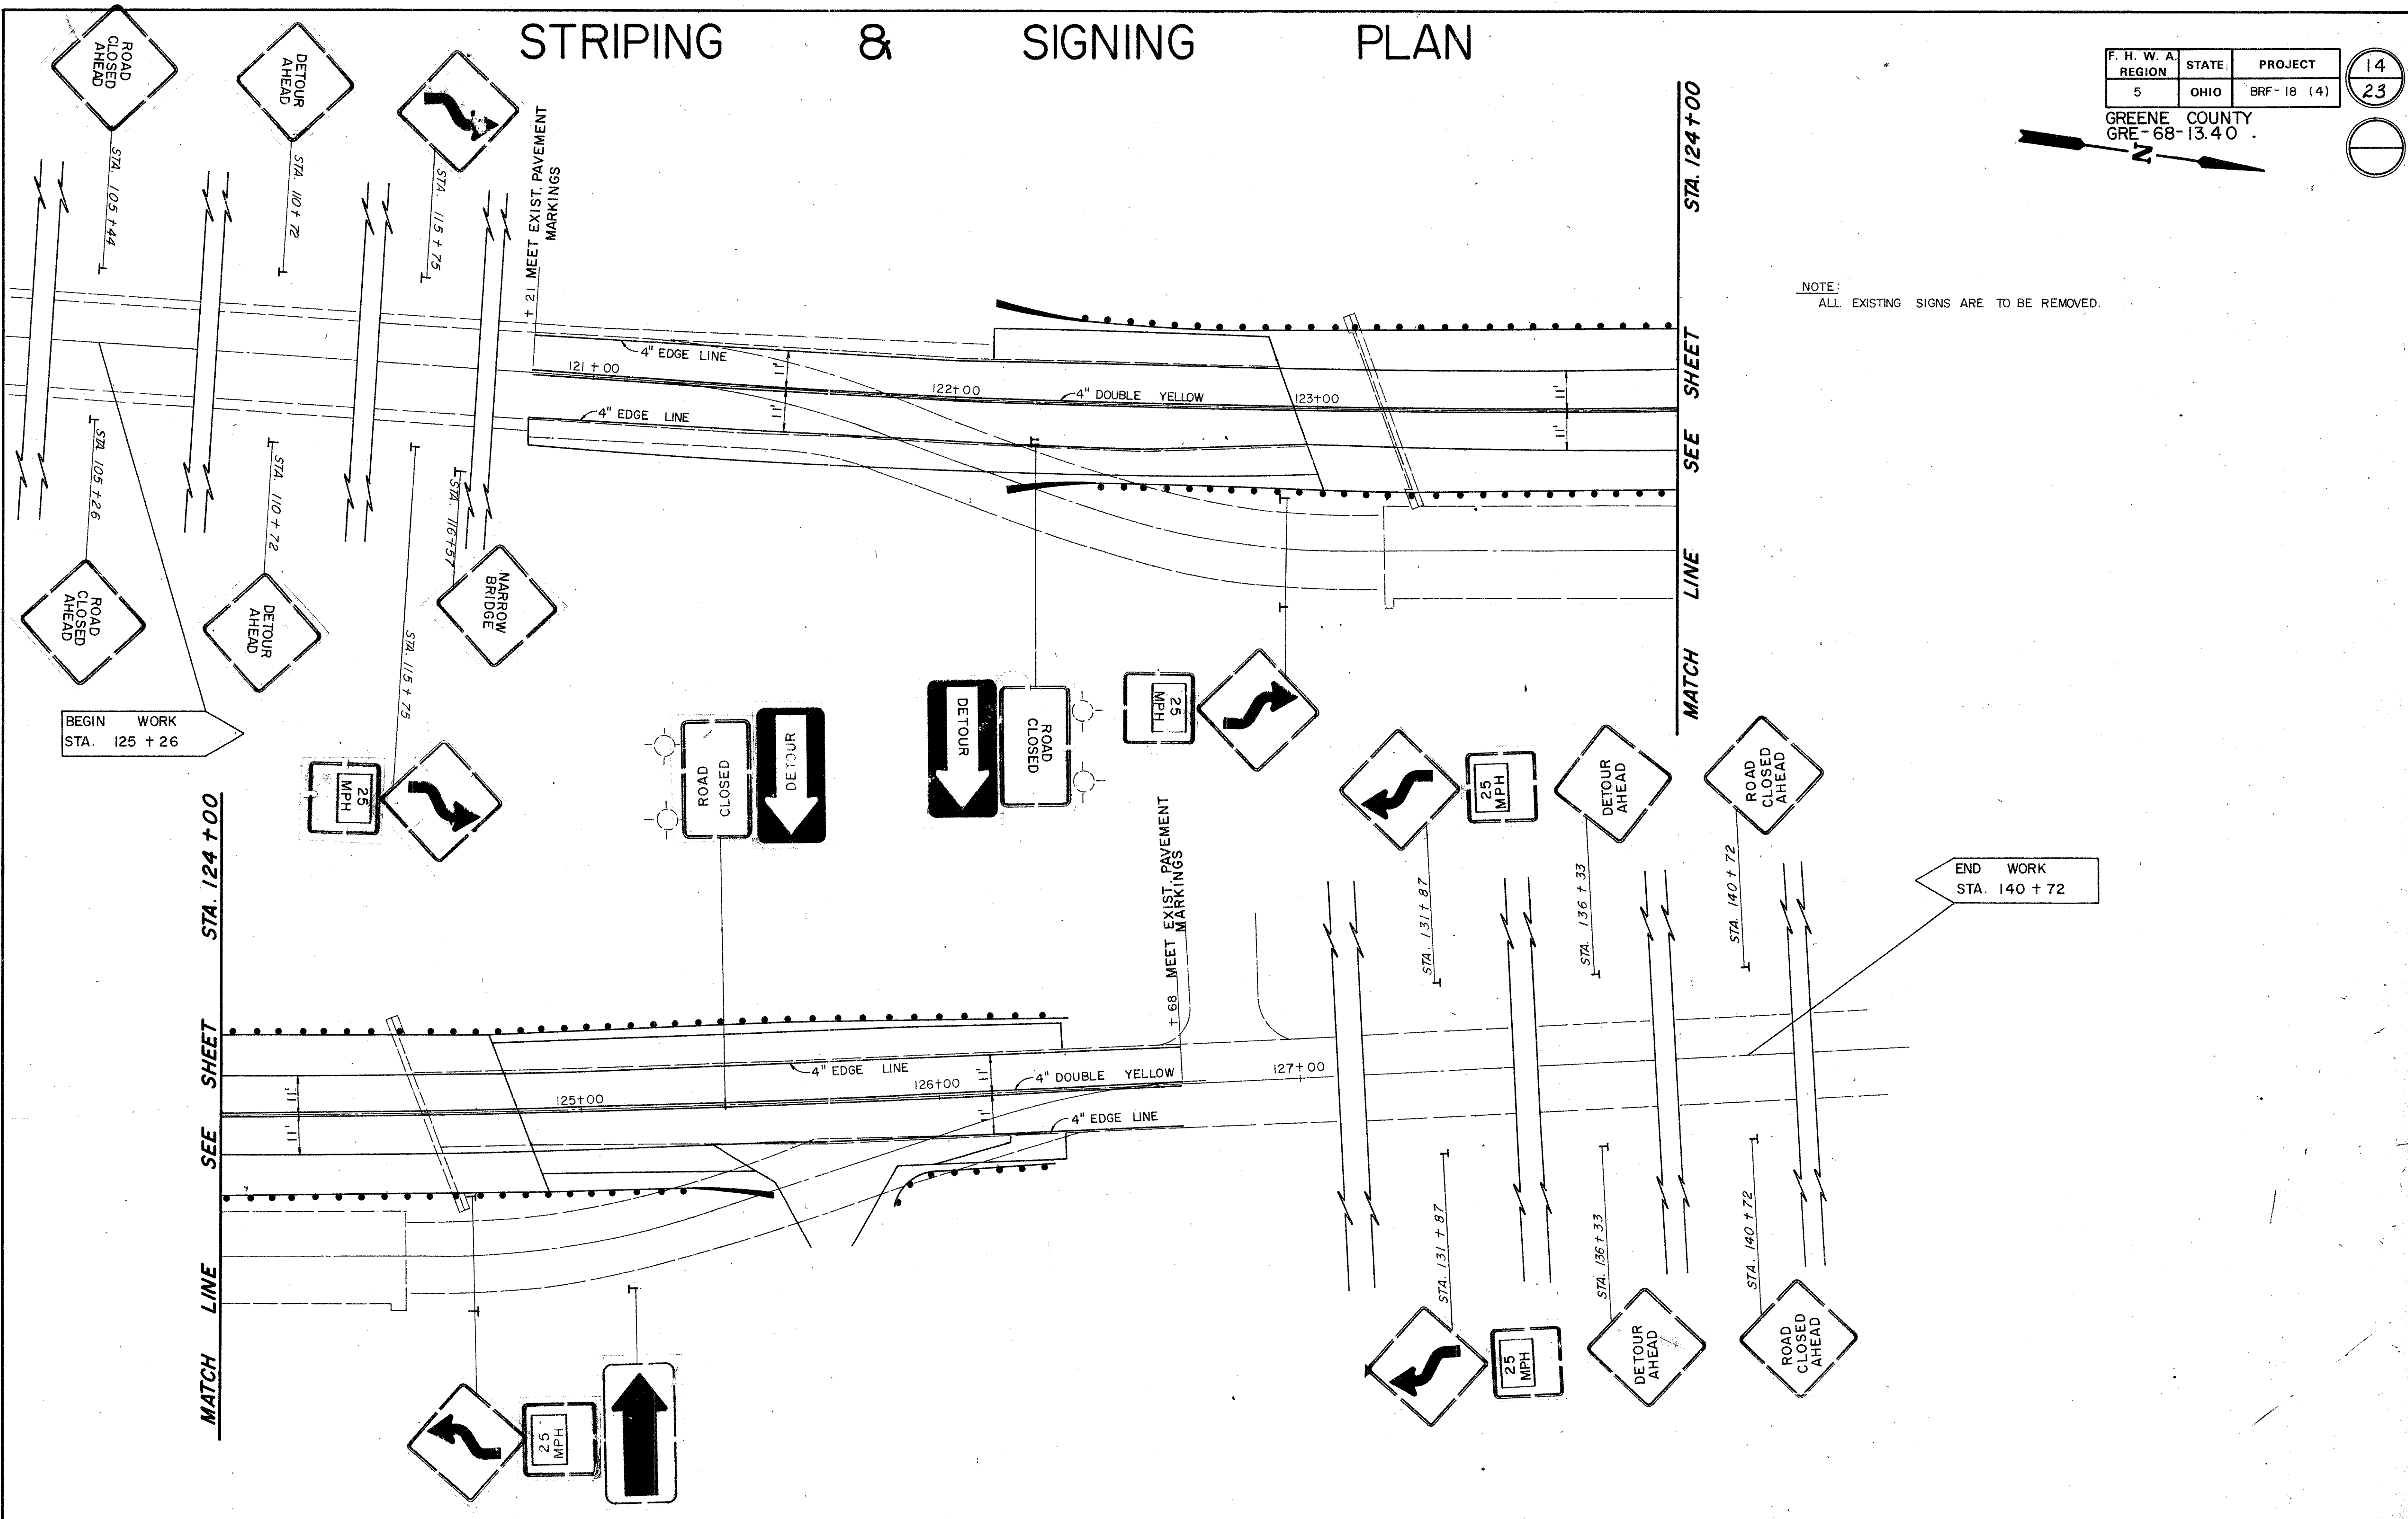 STRIPING & SIGNING PLAN
F. H. W. A. REGION STATE PROJECT
5 OHIO BRF-18 (4)
14
23
GREENE COUNTY
GRE-68-13.40
N
NOTE:
ALL EXISTING SIGNS ARE TO BE REMOVED.
ROAD
CLOSED
AHEAD
STA. 105+44
DETOUR
AHEAD
STA. 110+72
STA. 115+75
+21 MEET EXIST. PAVEMENT
MARKINGS
4" EDGE LINE
121+00
11'
122+00
4" DOUBLE YELLOW
123+00
11'
4" EDGE LINE
11'
11'
MATCH LINE SEE SHEET STA. 124+00
STA. 105+26
ROAD
CLOSED
AHEAD
STA. 110+72
DETOUR
AHEAD
STA. 115+75
25
MPH
STA. 116+57
NARROW
BRIDGE
BEGIN WORK
STA. 125+26
ROAD
CLOSED
DETOUR
DETOUR
ROAD
CLOSED
25
MPH
MATCH LINE SEE SHEET STA. 124+00
11'
11'
125+00
4" EDGE LINE
126+00
11'
11'
4" DOUBLE YELLOW
4" EDGE LINE
+68 MEET EXIST. PAVEMENT
MARKINGS
127+00
25
MPH
STA. 131+87
DETOUR
AHEAD
STA. 136+33
ROAD
CLOSED
AHEAD
STA. 140+72
END WORK
STA. 140+72
25
MPH
STA. 131+87
25
MPH
STA. 136+33
DETOUR
AHEAD
STA. 140+72
ROAD
CLOSED
AHEAD